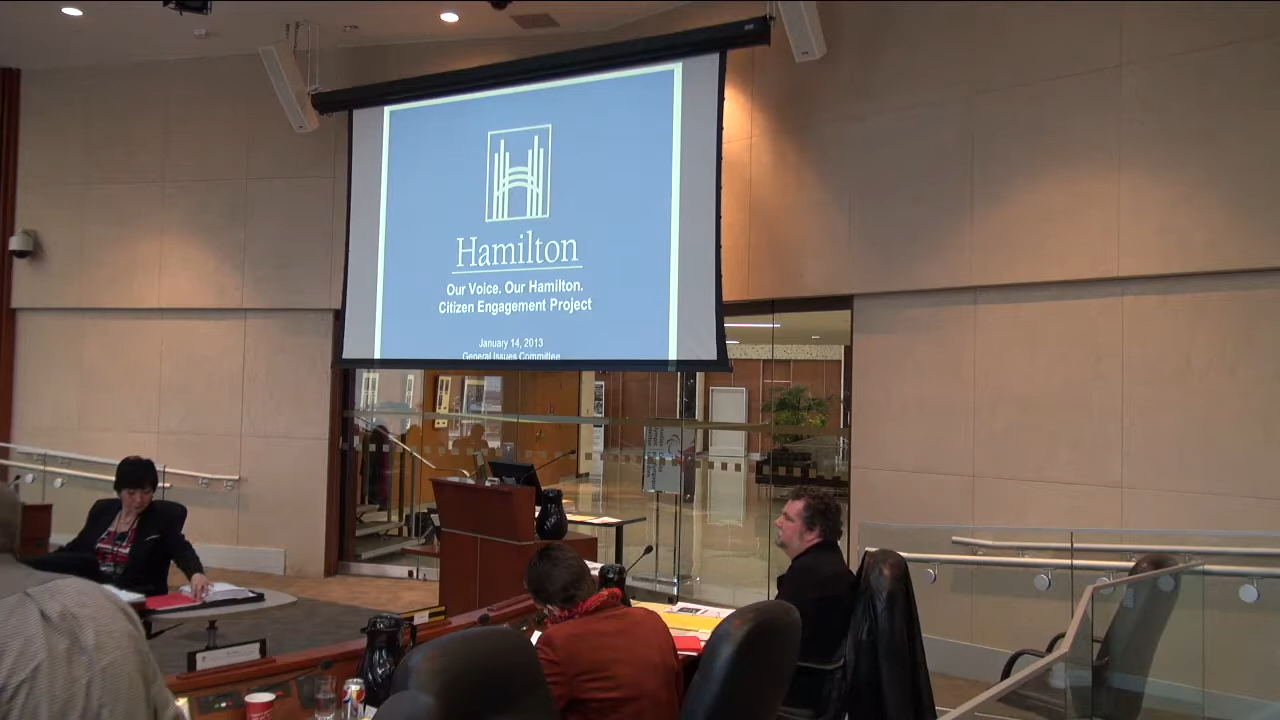 Hamilton
Our Voice. Our Hamilton.
Citizen Engagement Project
January 14, 2013
General Issues Committee